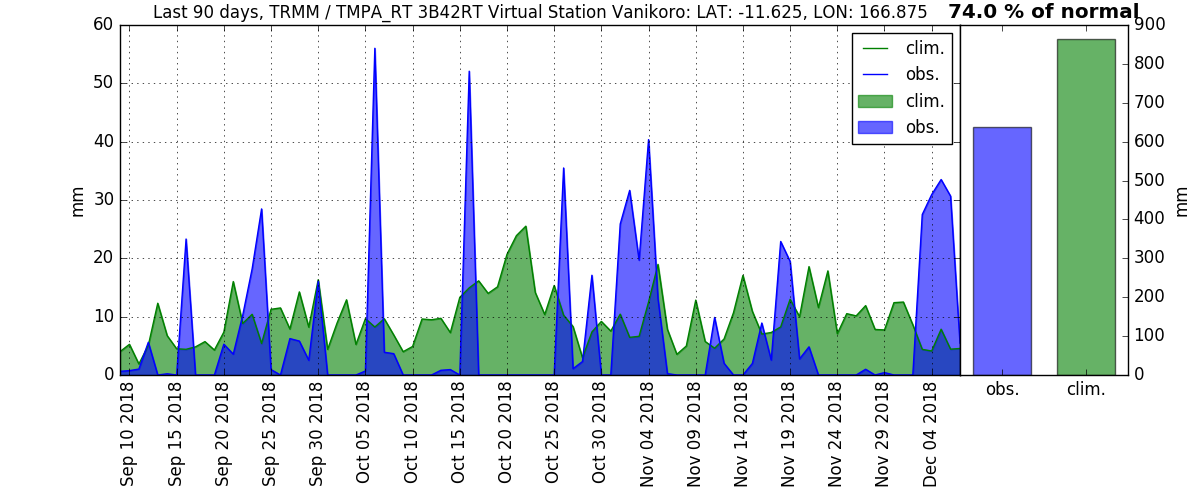 Last 90 days, TRMM / TMPA_RT 3B42RT Virtual Station Vanikoro: LAT: -11.625, LON: 166.875
74.0 % of normal
60
50
40
30
20
10
0
mm
clim.
obs.
clim.
obs.
900
800
700
600
500
400
300
200
100
0
mm
Sep 10 2018
Sep 15 2018
Sep 20 2018
Sep 25 2018
Sep 30 2018
Oct 05 2018
Oct 10 2018
Oct 15 2018
Oct 20 2018
Oct 25 2018
Oct 30 2018
Nov 04 2018
Nov 09 2018
Nov 14 2018
Nov 19 2018
Nov 24 2018
Nov 29 2018
Dec 04 2018
obs.
clim.